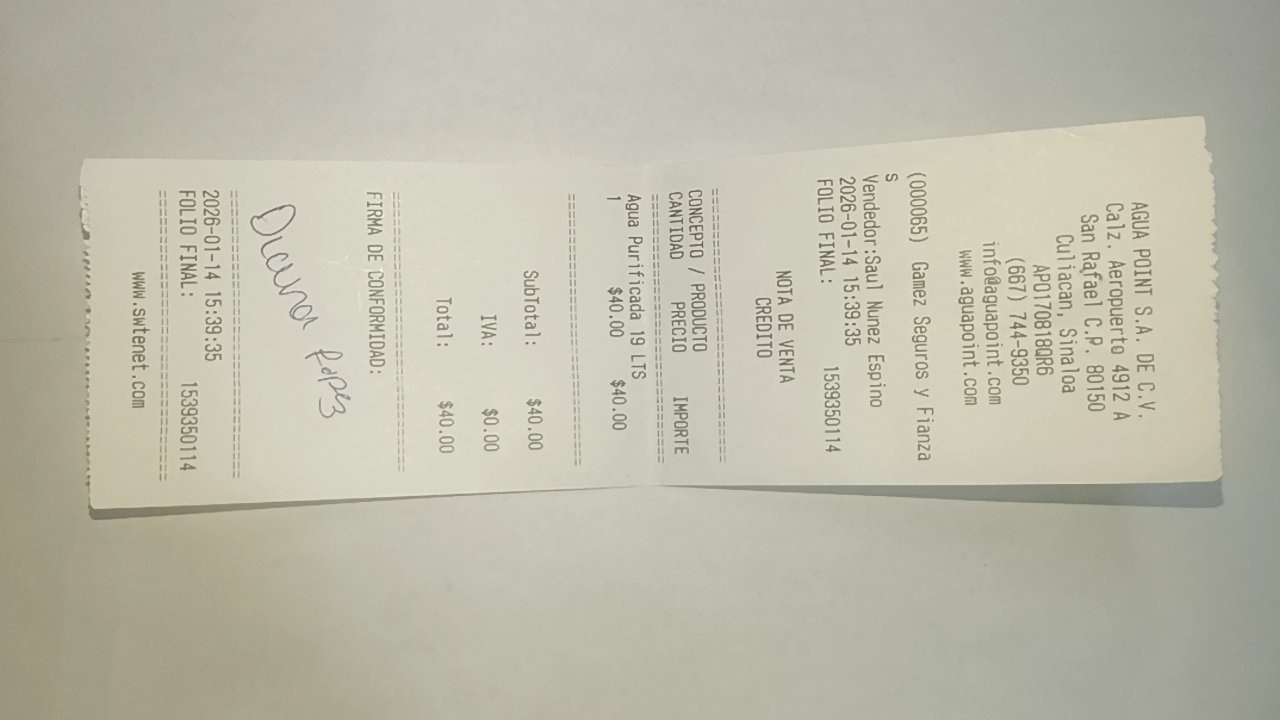 AGUA POINT S.A. DE C.V.
Calz. Aeropuerto 4912 A
San Rafael C.P. 80150
Culiacan, Sinaloa
APO170818QR6
(667) 744-9350
info@aguapoint.com
www.aguapoint.com
(000065) Gamez Seguros y Fianza
s
Vendedor:Saul Nunez Espino
2026-01-14 15:39:35
FOLIO FINAL: 1539350114
NOTA DE VENTA
CREDITO
================================
CONCEPTO / PRODUCTO
CANTIDAD PRECIO IMPORTE
================================
Agua Purificada 19 LTS
1 $40.00 $40.00
================================
SubTotal: $40.00
IVA: $0.00
Total: $40.00
================================
FIRMA DE CONFORMIDAD:
Diana López
================================
2026-01-14 15:39:35
FOLIO FINAL: 1539350114
================================
www.swtenet.com